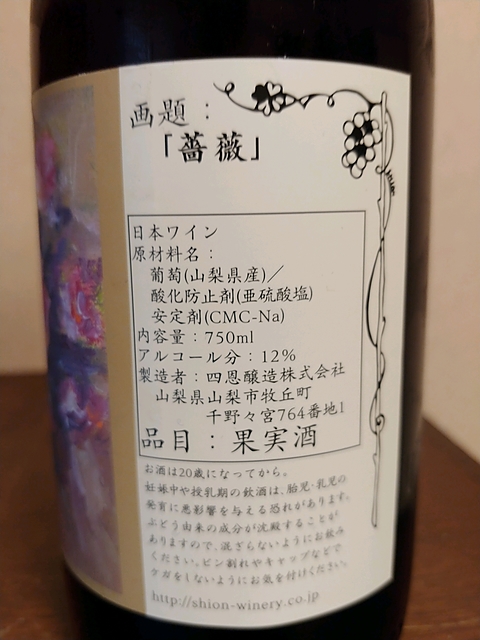 画題：
「薔薇」
日本ワイン
原材料名：
葡萄(山梨県産)／
酸化防止剤(亜硫酸塩)
安定剤(CMC-Na)
内容量：750ml
アルコール分：12%
製造者：四恩醸造株式会社
山梨県山梨市牧丘町
千野々宮764番地1
品目：果実酒
お酒は20歳になってから。
妊娠中や授乳期の飲酒は、胎児・乳児の
発育に悪影響を与える恐れがあります。
ぶどう由来の成分が沈殿することが
ありますので、混ざらないようにお飲み
ください。ビン割れやキャップなどで
ケガをしないようにお気を付けください。
http://shion-winery.co.jp